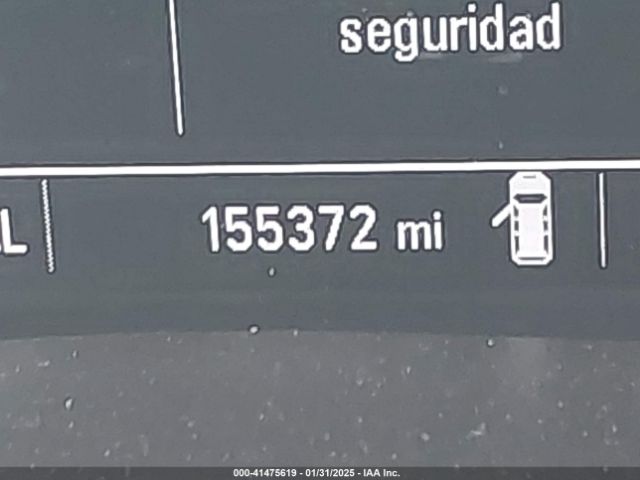 seguridad
155372 mi
000-41475619 - 01/31/2025 - IAA Inc.